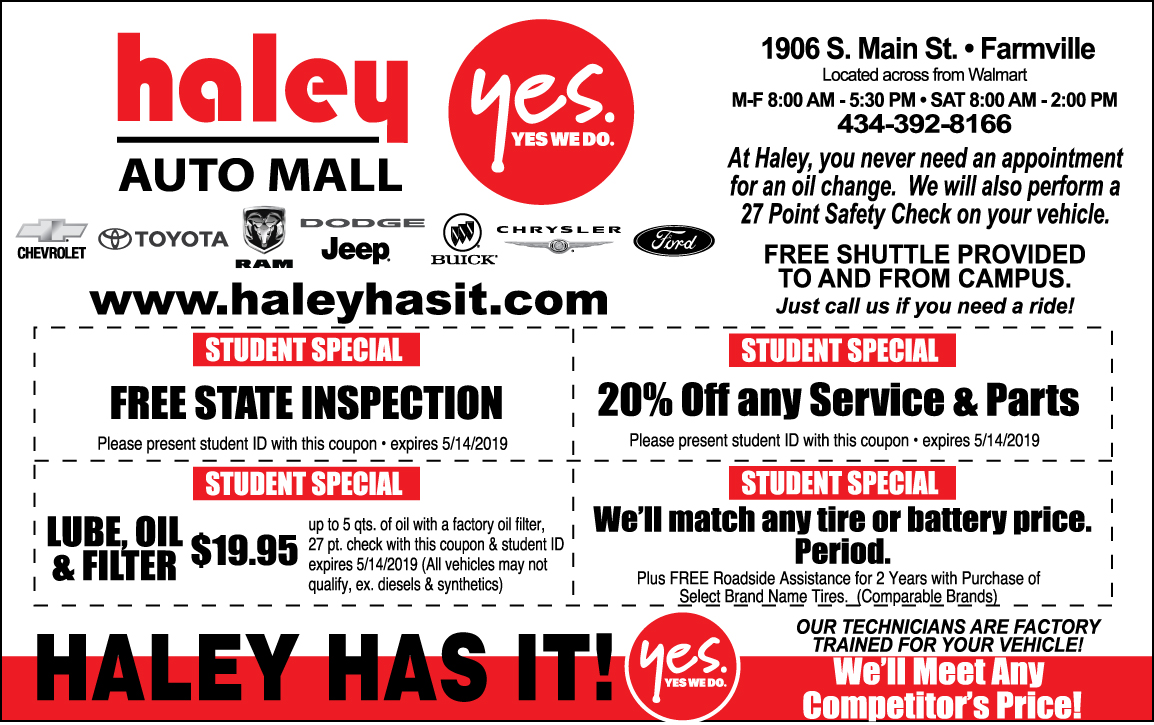 haley
AUTO MALL
yes.
YES WE DO.
1906 S. Main St. • Farmville
Located across from Walmart
M-F 8:00 AM - 5:30 PM • SAT 8:00 AM - 2:00 PM
434-392-8166
At Haley, you never need an appointment
for an oil change. We will also perform a
27 Point Safety Check on your vehicle.
FREE SHUTTLE PROVIDED
TO AND FROM CAMPUS.
Just call us if you need a ride!
CHEVROLET
TOYOTA
RAM
DODGE
Jeep
BUICK
CHRYSLER
Ford
www.haleyhasit.com
STUDENT SPECIAL
FREE STATE INSPECTION
Please present student ID with this coupon • expires 5/14/2019
STUDENT SPECIAL
20% Off any Service & Parts
Please present student ID with this coupon • expires 5/14/2019
STUDENT SPECIAL
LUBE, OIL
& FILTER
$19.95
up to 5 qts. of oil with a factory oil filter,
27 pt. check with this coupon & student ID
expires 5/14/2019 (All vehicles may not
qualify, ex. diesels & synthetics)
STUDENT SPECIAL
We'll match any tire or battery price.
Period.
Plus FREE Roadside Assistance for 2 Years with Purchase of
Select Brand Name Tires. (Comparable Brands)
HALEY HAS IT!
yes.
YES WE DO.
OUR TECHNICIANS ARE FACTORY
TRAINED FOR YOUR VEHICLE!
We'll Meet Any
Competitor's Price!